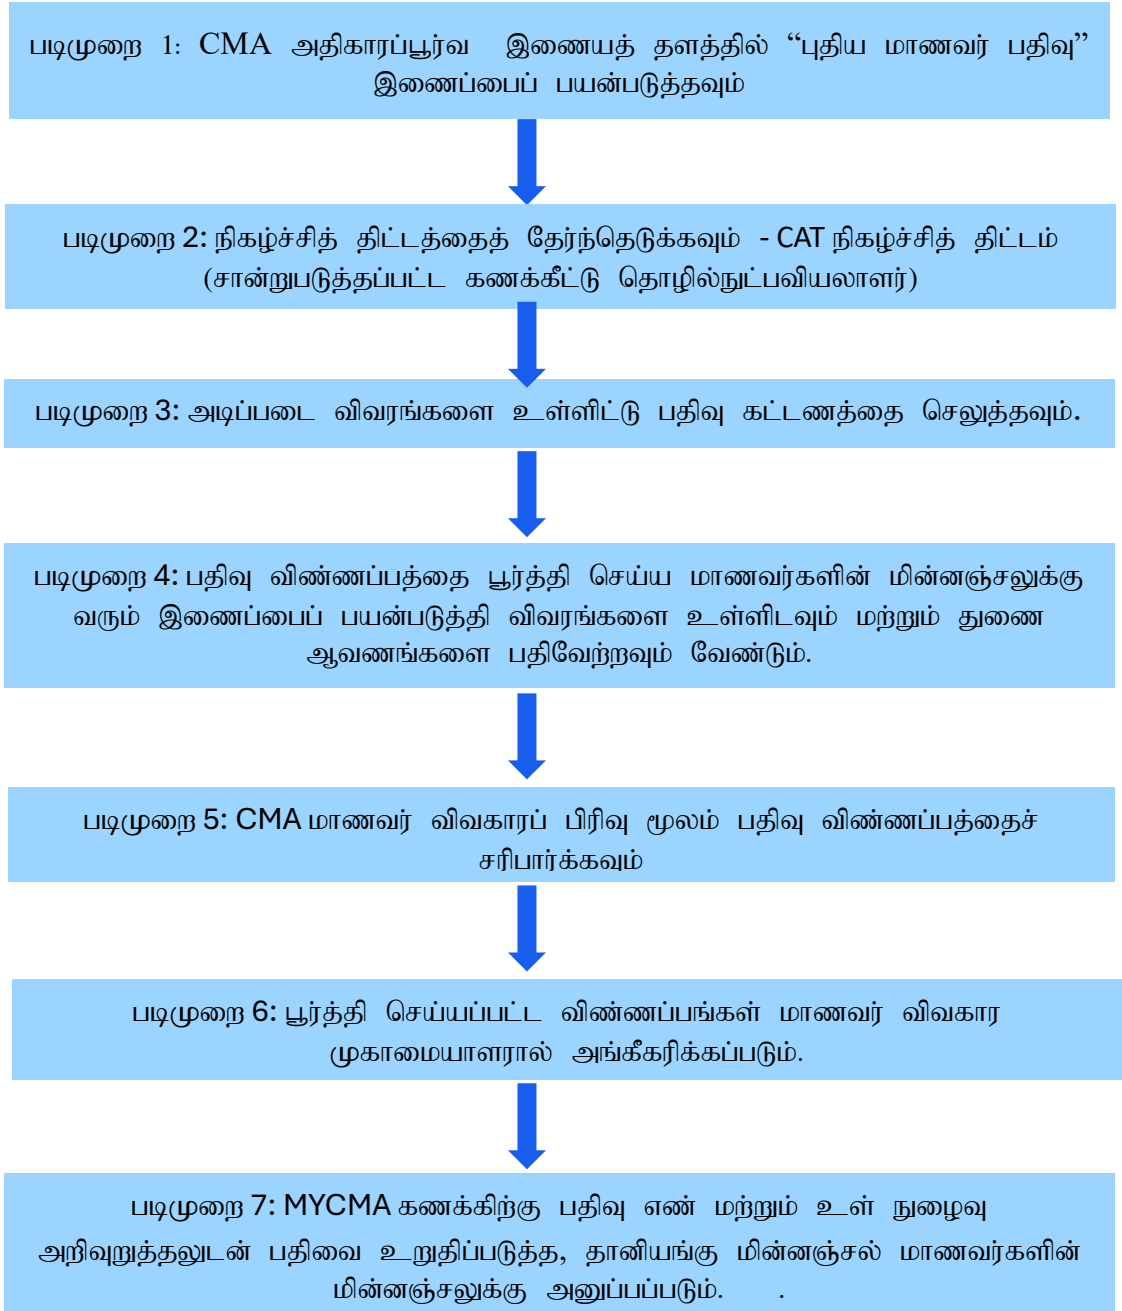 படிமுறை 1: CMA அதிகாரப்பூர்வ இணையத் தளத்தில் “புதிய மாணவர் பதிவு”
இணைப்பைப் பயன்படுத்தவும்
படிமுறை 2: நிகழ்ச்சித் திட்டத்தைத் தேர்ந்தெடுக்கவும் - CAT நிகழ்ச்சித் திட்டம்
(சான்றுபடுத்தப்பட்ட கணக்கீட்டு தொழில்நுட்பவியலாளர்)
படிமுறை 3: அடிப்படை விவரங்களை உள்ளிட்டு பதிவு கட்டணத்தை செலுத்தவும்.
படிமுறை 4: பதிவு விண்ணப்பத்தை பூர்த்தி செய்ய மாணவர்களின் மின்னஞ்சலுக்கு
வரும் இணைப்பைப் பயன்படுத்தி விவரங்களை உள்ளிடவும் மற்றும் துணை
ஆவணங்களை பதிவேற்றவும் வேண்டும்.
படிமுறை 5: CMA மாணவர் விவகாரப் பிரிவு மூலம் பதிவு விண்ணப்பத்தைச்
சரிபார்க்கவும்
படிமுறை 6: பூர்த்தி செய்யப்பட்ட விண்ணப்பங்கள் மாணவர் விவகார
முகாமையாளரால் அங்கீகரிக்கப்படும்.
படிமுறை 7: MYCMA கணக்கிற்கு பதிவு எண் மற்றும் உள் நுழைவு
அறிவுறுத்தலுடன் பதிவை உறுதிப்படுத்த, தானியங்கு மின்னஞ்சல் மாணவர்களின்
மின்னஞ்சலுக்கு அனுப்பப்படும். .